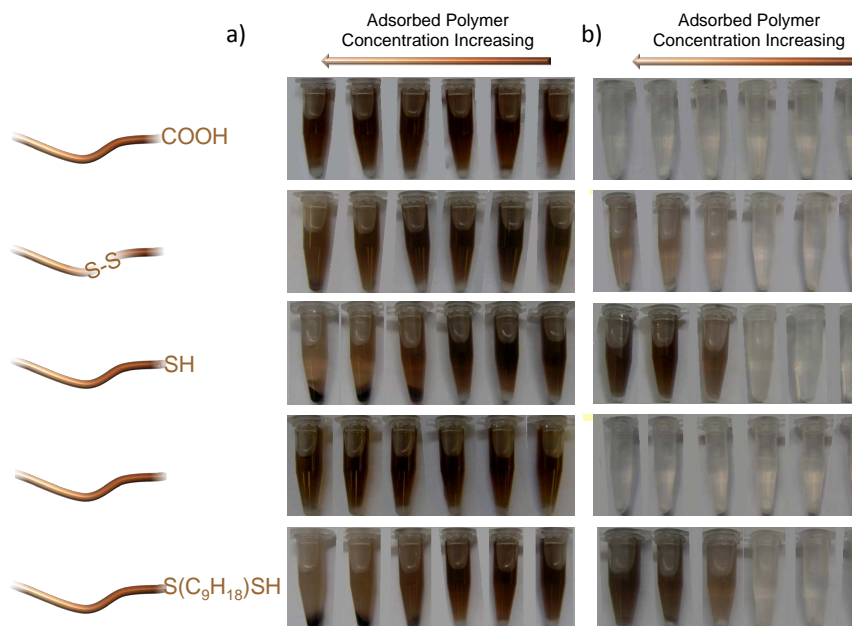 a)
Adsorbed Polymer
Concentration Increasing
b)
Adsorbed Polymer
Concentration Increasing
COOH
S-S
SH
S(C₉H₁₈)SH